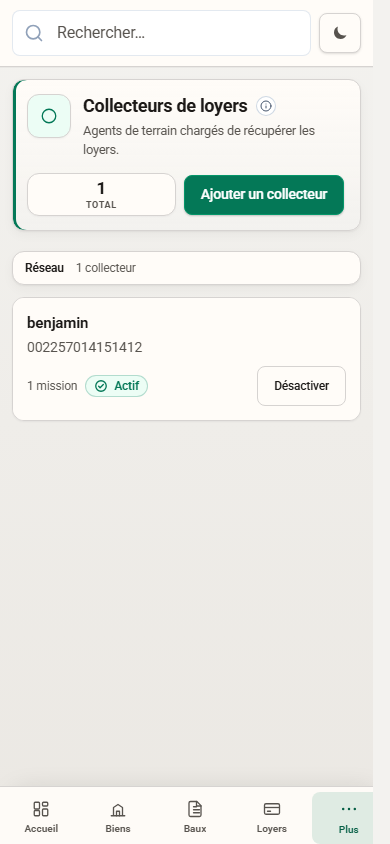 Rechercher...
Collecteurs de loyers
Agents de terrain chargés de récupérer les
loyers.
1
TOTAL
Ajouter un collecteur
Réseau 1 collecteur
benjamin
002257014151412
1 mission Actif
Désactiver
Accueil Biens Baux Loyers Plus